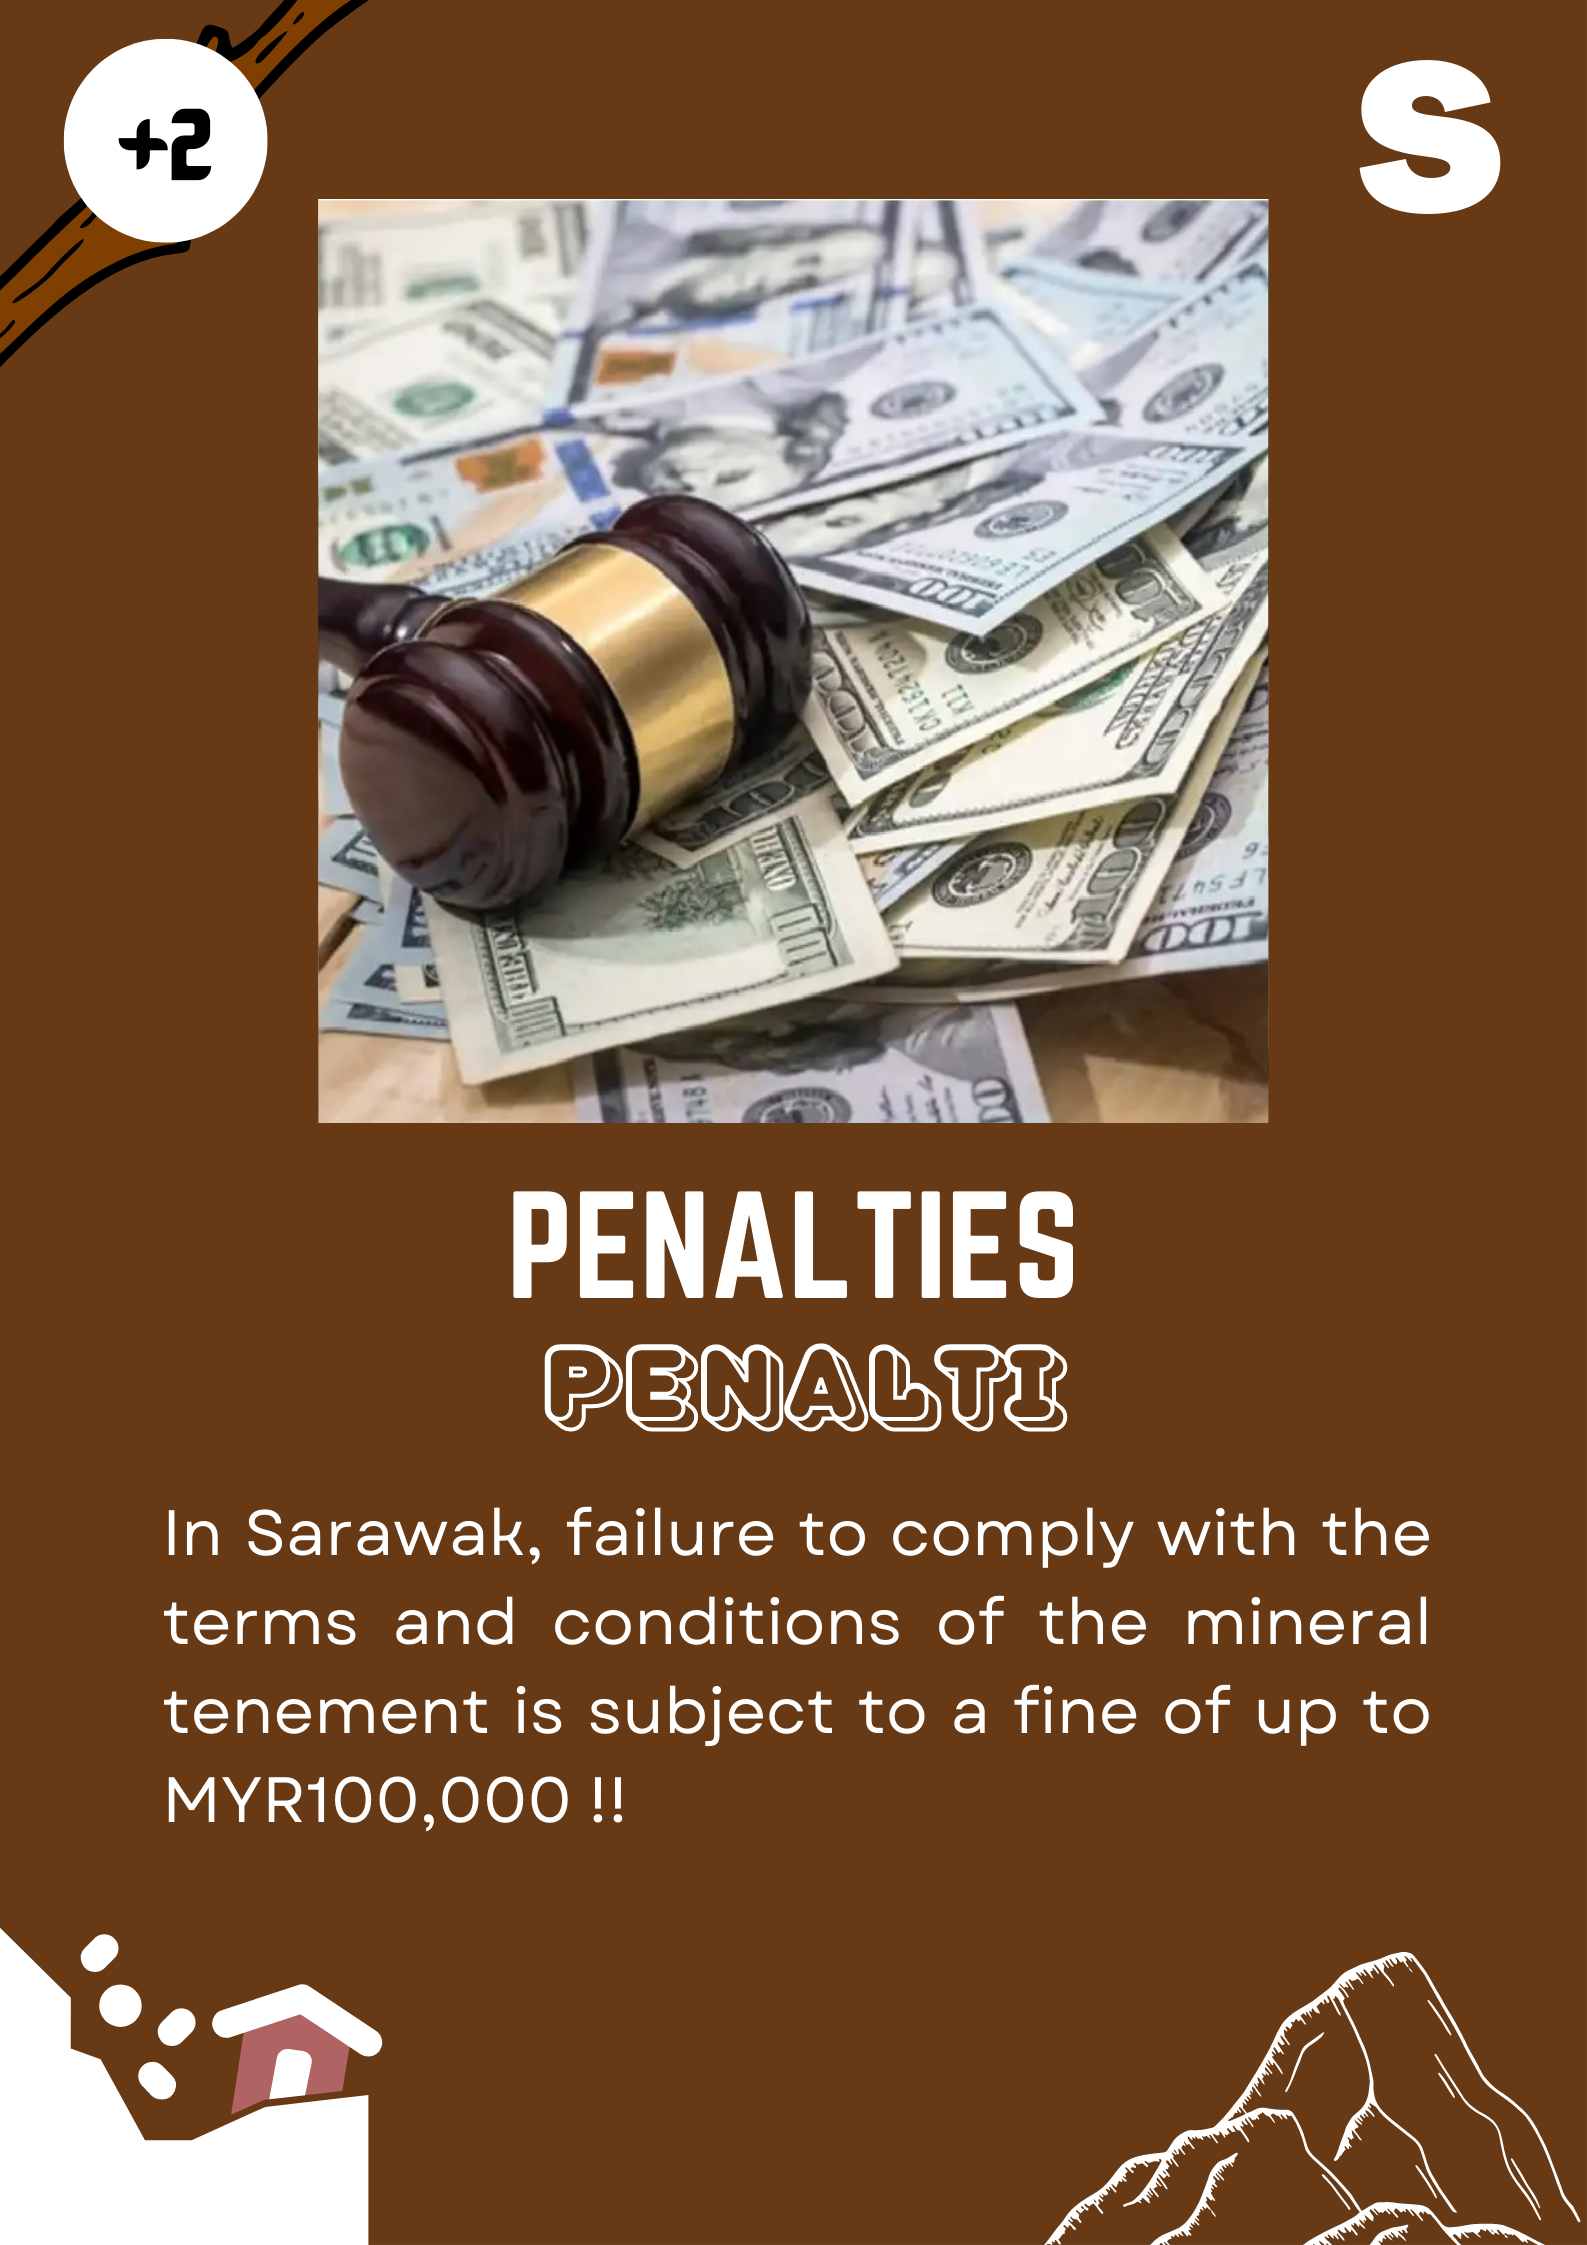 +2
S
PENALTIES
PENALTI
In Sarawak, failure to comply with the
terms and conditions of the mineral
tenement is subject to a fine of up to
MYR100,000 !!